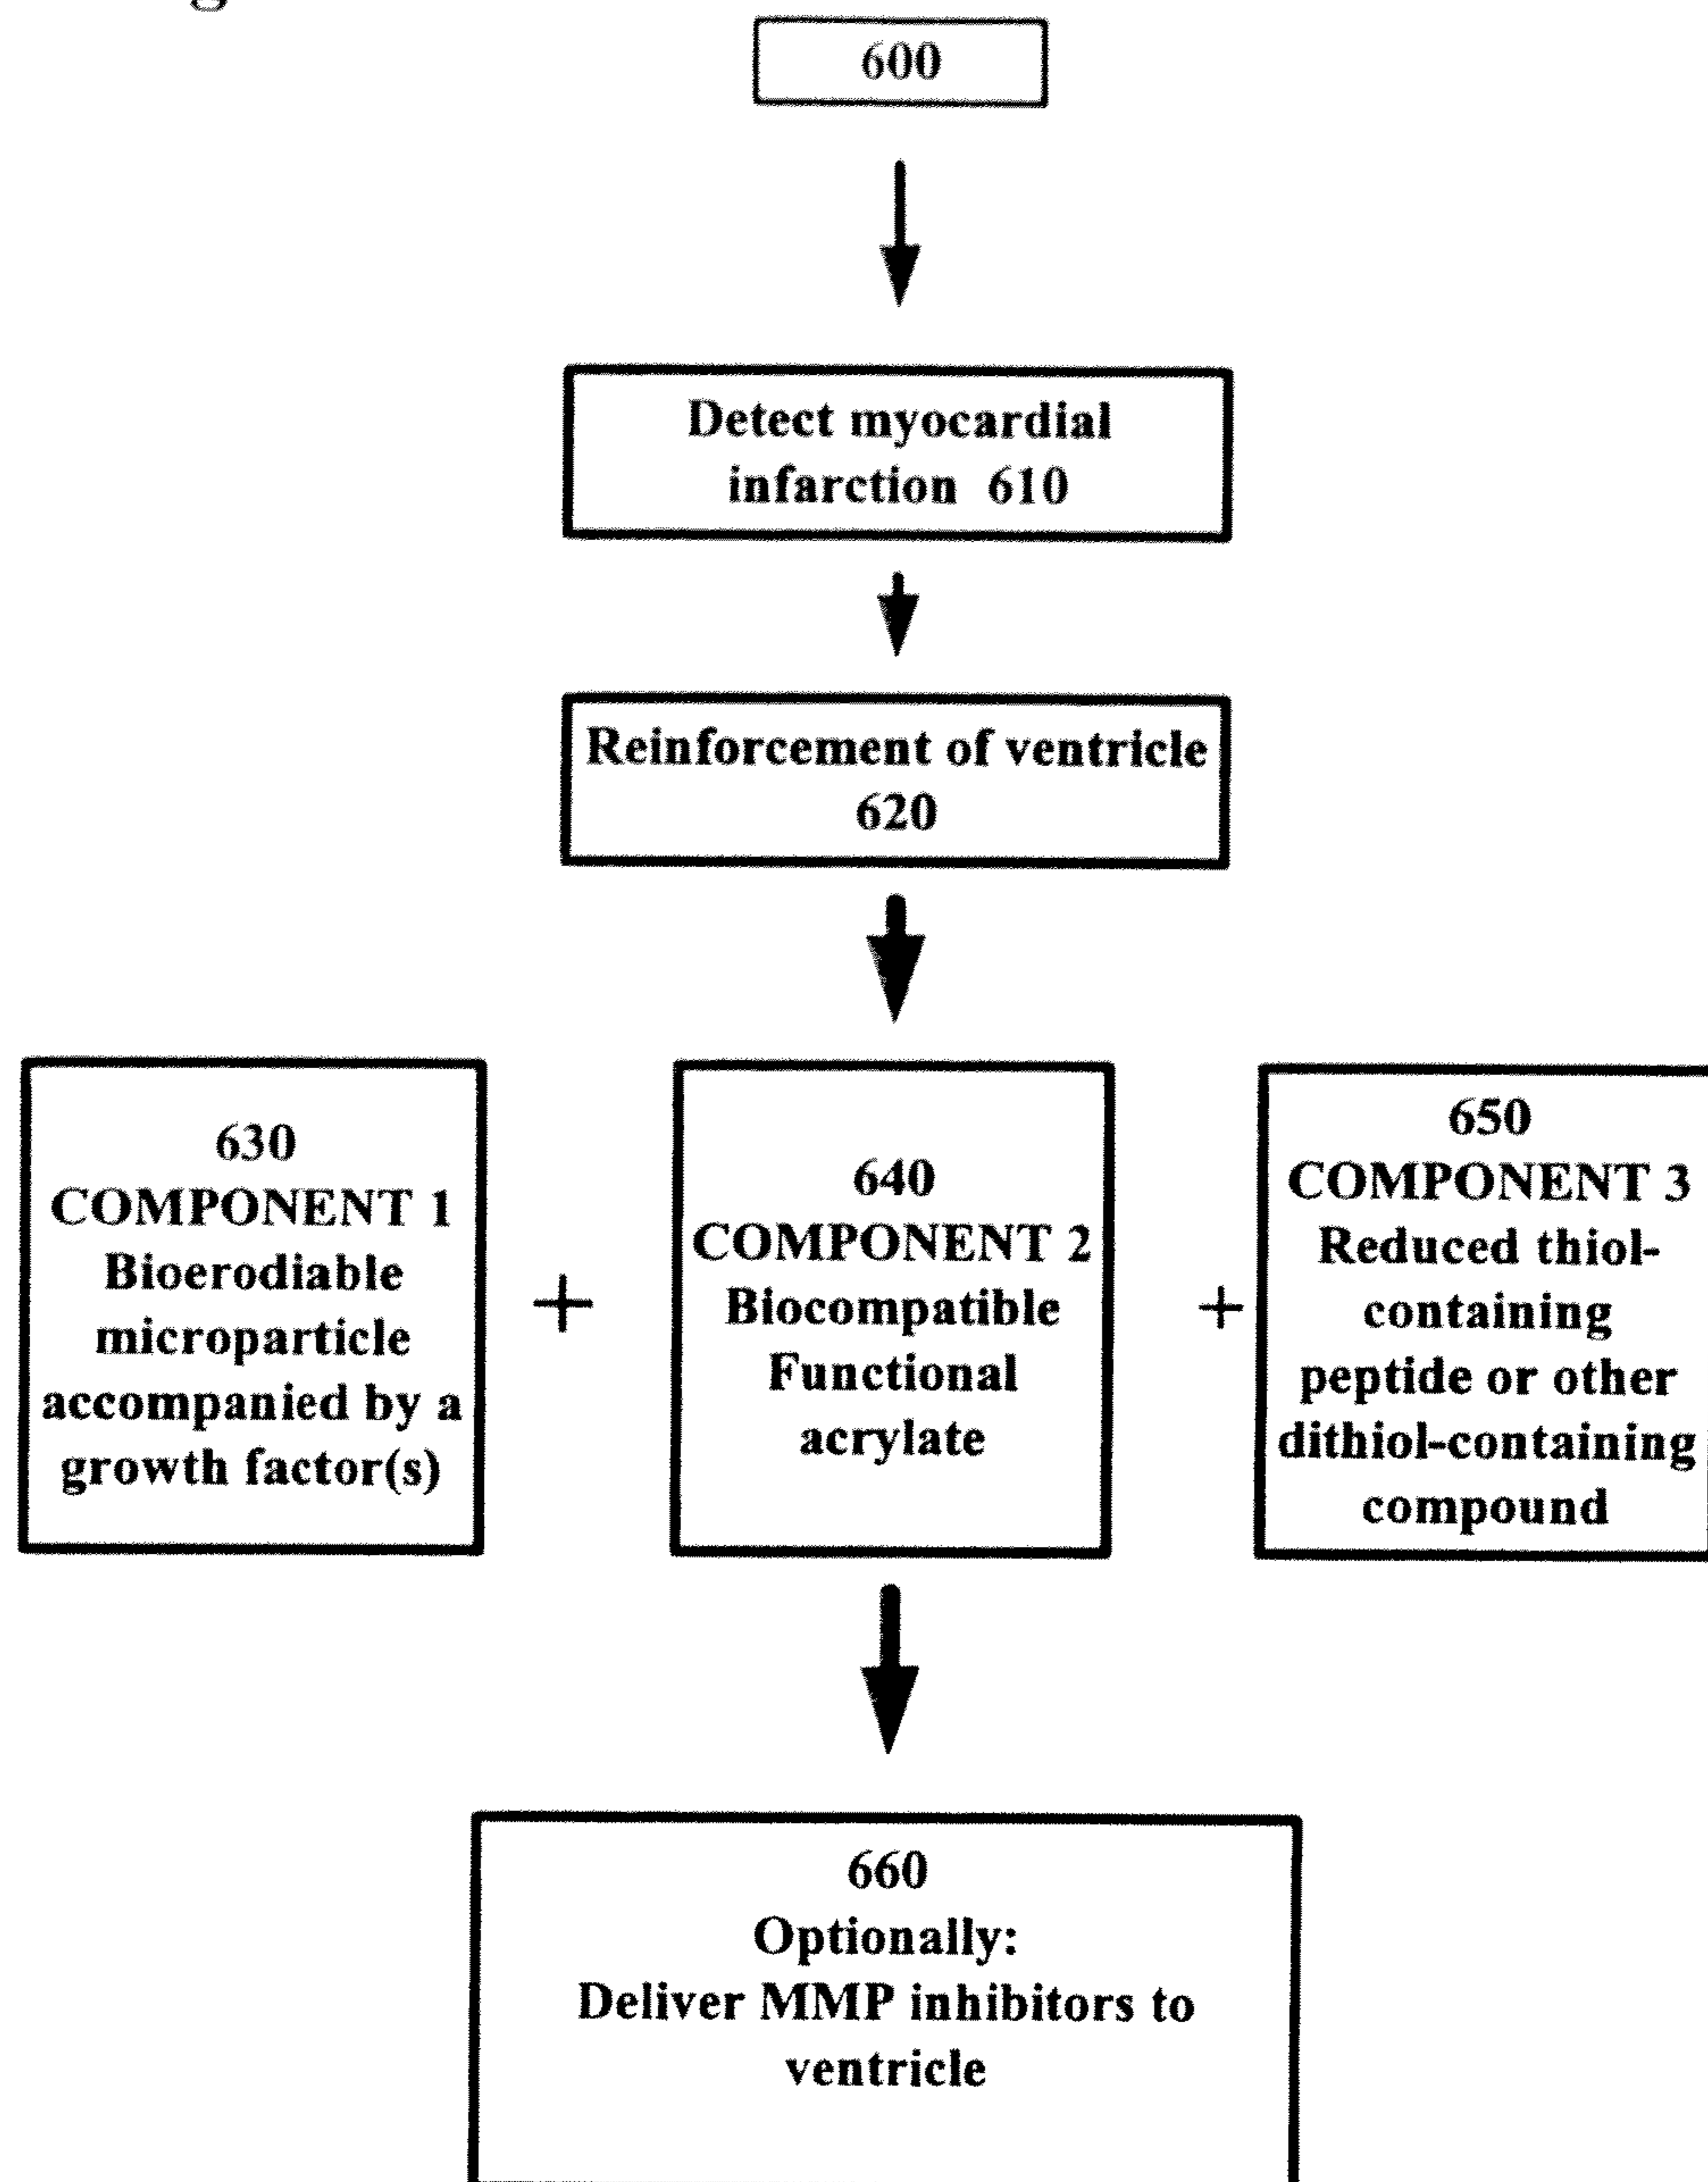 600
Detect myocardial
infarction 610
Reinforcement of ventricle
620
630
COMPONENT 1
Bioerodiable
microparticle
accompanied by a
growth factor(s)
+
640
COMPONENT 2
Biocompatible
Functional
acrylate
+
650
COMPONENT 3
Reduced thiol-
containing
peptide or other
dithiol-containing
compound
660
Optionally:
Deliver MMP inhibitors to
ventricle